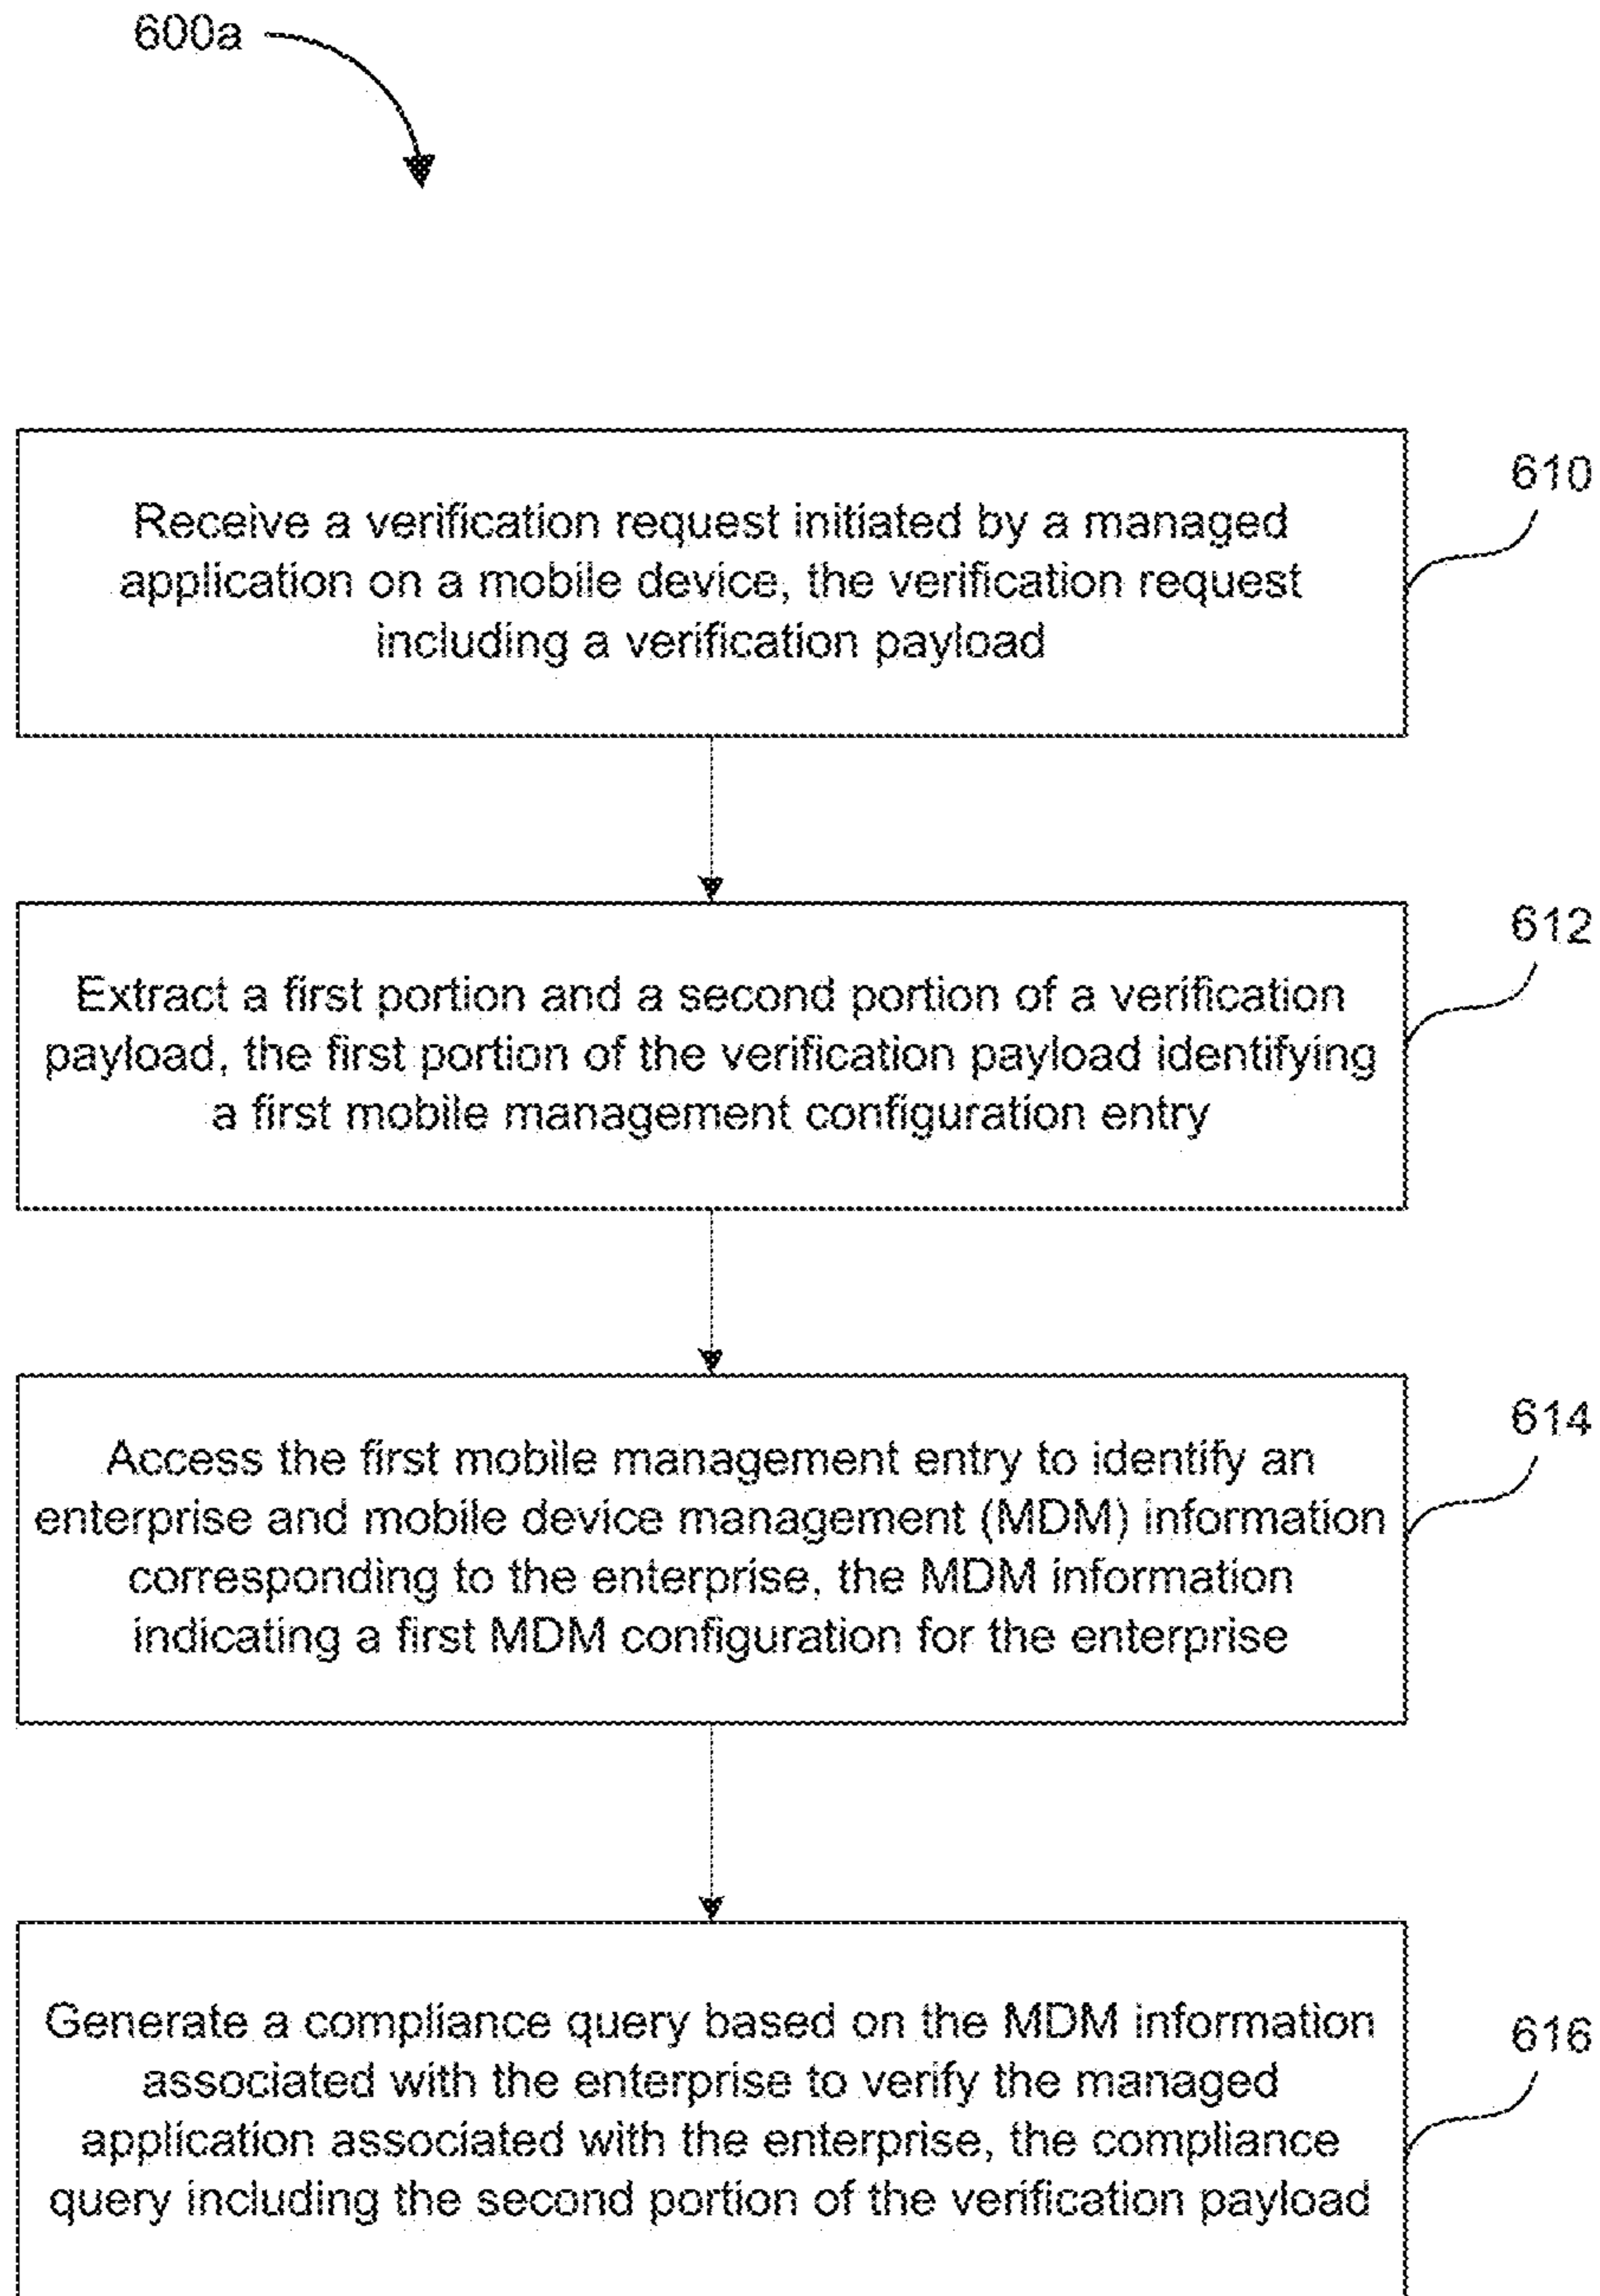 600a
610
Receive a verification request initiated by a managed
application on a mobile device, the verification request
including a verification payload
612
Extract a first portion and a second portion of a verification
payload, the first portion of the verification payload identifying
a first mobile management configuration entry
614
Access the first mobile management entry to identify an
enterprise and mobile device management (MDM) information
corresponding to the enterprise, the MDM information
indicating a first MDM configuration for the enterprise
616
Generate a compliance query based on the MDM information
associated with the enterprise to verify the managed
application associated with the enterprise, the compliance
query including the second portion of the verification payload